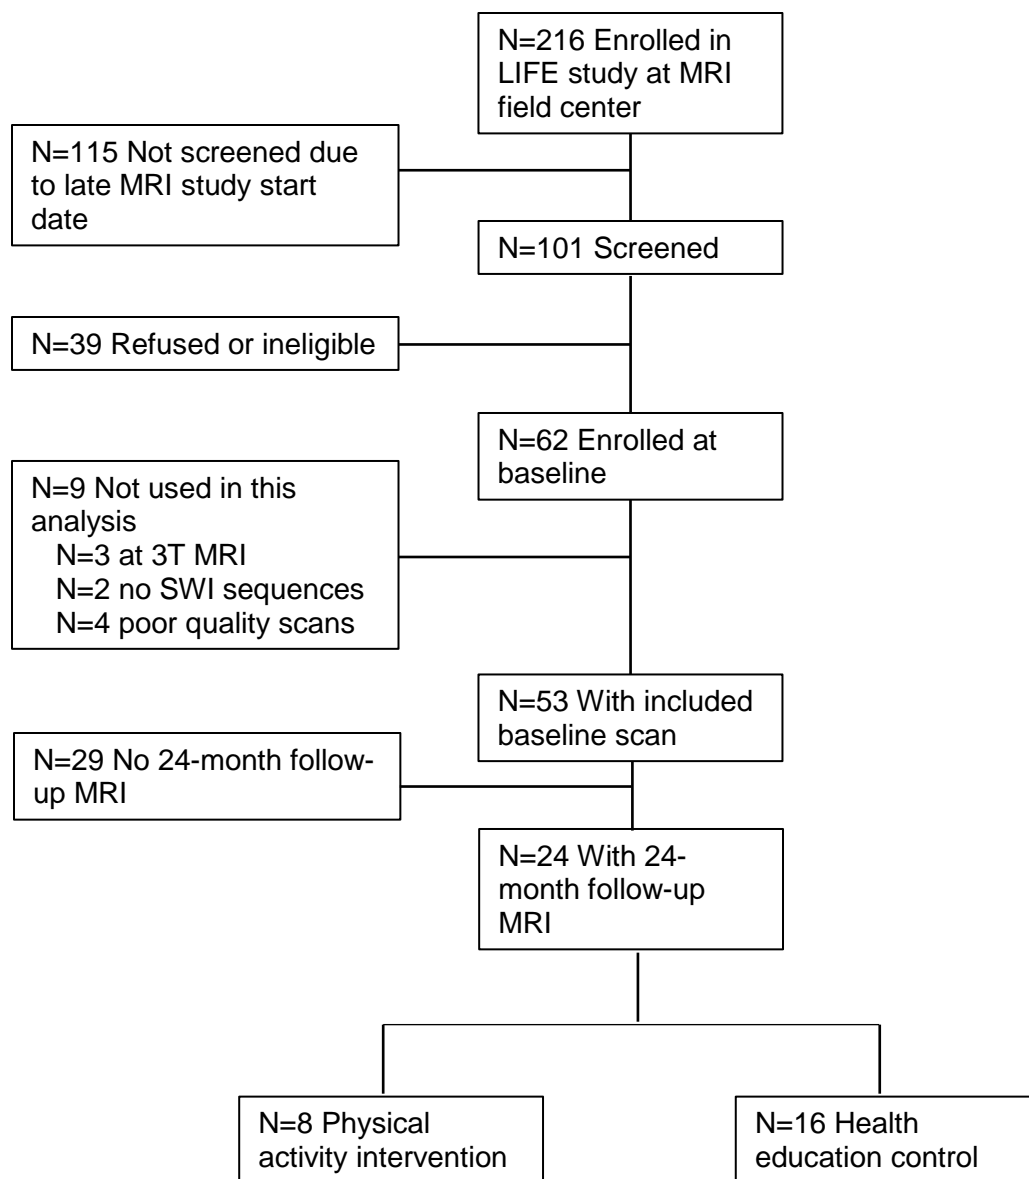 N=216 Enrolled in
LIFE study at MRI
field center
N=115 Not screened due
to late MRI study start
date
N=101 Screened
N=39 Refused or ineligible
N=62 Enrolled at
baseline
N=9 Not used in this
analysis
N=3 at 3T MRI
N=2 no SWI sequences
N=4 poor quality scans
N=53 With included
baseline scan
N=29 No 24-month follow-
up MRI
N=24 With 24-
month follow-up
MRI
N=8 Physical
activity intervention
N=16 Health
education control